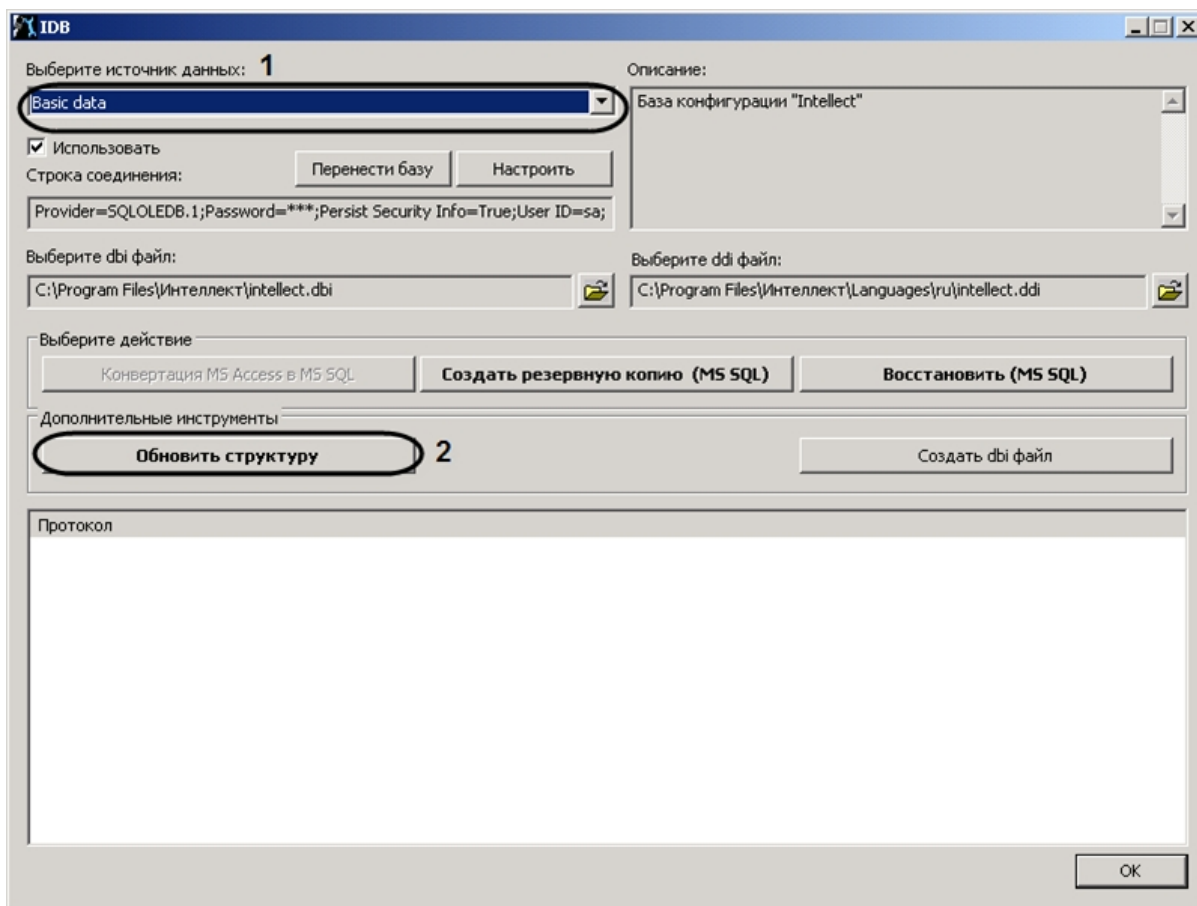 IDB
Выберите источник данных: 1
Описание:
Basic data
База конфигурации "Intellect"
Использовать
Строка соединения:
Перенести базу
Настроить
Provider=SQLOLEDB.1;Password=***;Persist Security Info=True;User ID=sa;
Выберите dbi файл:
Выберите ddi файл:
C:\Program Files\Интеллект\intellect.dbi
C:\Program Files\Интеллект\Languages\ru\intellect.ddi
Выберите действие
Конвертация MS Access в MS SQL
Создать резервную копию (MS SQL)
Восстановить (MS SQL)
Дополнительные инструменты
Обновить структуру 2
Создать dbi файл
Протокол
OK